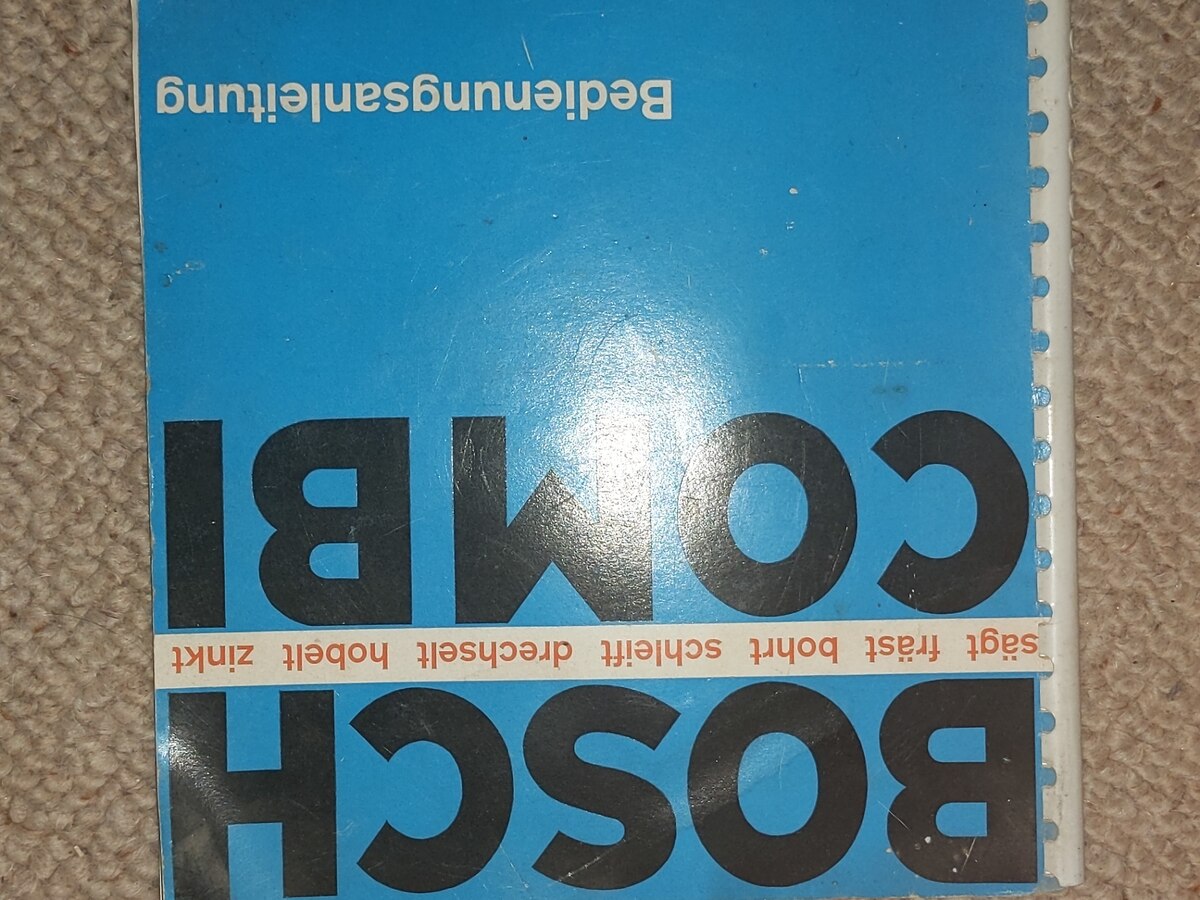 BOSCH
sägt fräst bohrt schleift drechselt hobelt zinkt
COMBI
Bedienungsanleitung